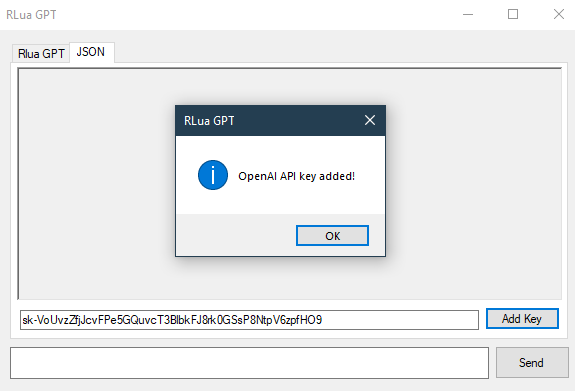 RLua GPT
Rlua GPT
JSON
RLua GPT
OpenAI API key added!
OK
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
Add Key
Send